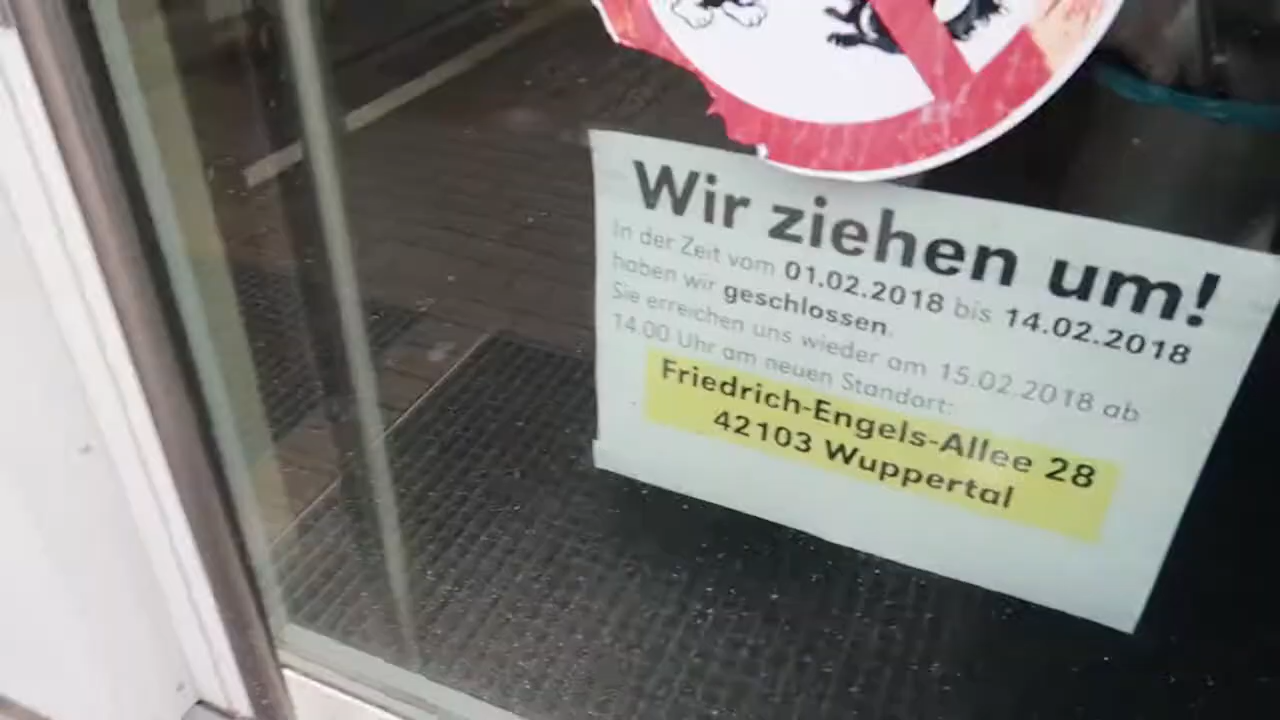 Wir ziehen um!
In der Zeit vom 01.02.2018 bis 14.02.2018
haben wir geschlossen.
Sie erreichen uns wieder am 15.02.2018 ab
14.00 Uhr am neuen Standort:
Friedrich-Engels-Allee 28
42103 Wuppertal